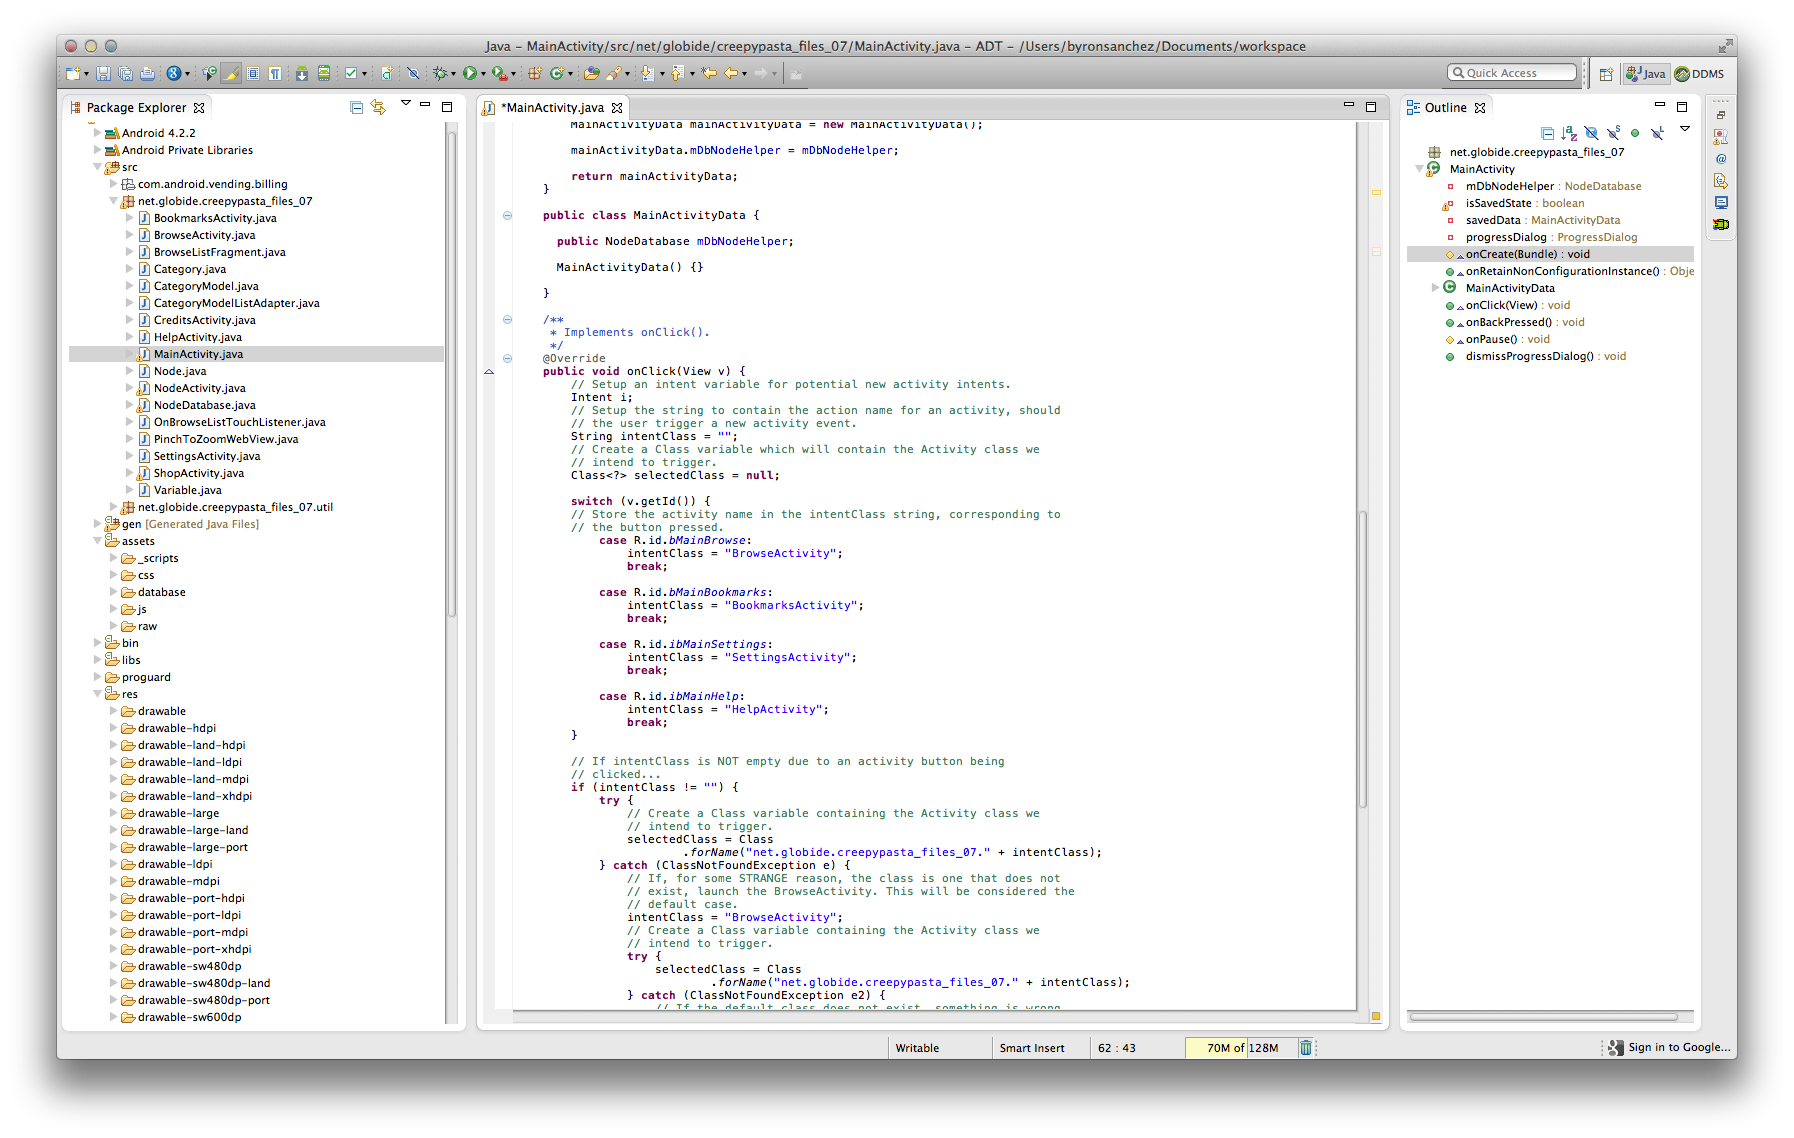 Java – MainActivity/src/net/globide/creepypasta_files_07/MainActivity.java – ADT – /Users/byronsanchez/Documents/workspace
Quick Access
Java
DDMS
Package Explorer
Android 4.2.2
Android Private Libraries
src
com.android.vending.billing
net.globide.creepypasta_files_07
BookmarksActivity.java
BrowseActivity.java
BrowseListFragment.java
Category.java
CategoryModel.java
CategoryModelListAdapter.java
CreditsActivity.java
HelpActivity.java
MainActivity.java
Node.java
NodeActivity.java
NodeDatabase.java
OnBrowseListTouchListener.java
PinchToZoomWebView.java
SettingsActivity.java
ShopActivity.java
Variable.java
net.globide.creepypasta_files_07.util
gen [Generated Java Files]
assets
_scripts
css
database
js
raw
bin
libs
proguard
res
drawable
drawable-hdpi
drawable-land-hdpi
drawable-land-ldpi
drawable-land-mdpi
drawable-land-xhdpi
drawable-large
drawable-large-land
drawable-large-port
drawable-ldpi
drawable-mdpi
drawable-port-hdpi
drawable-port-ldpi
drawable-port-mdpi
drawable-port-xhdpi
drawable-sw480dp
drawable-sw480dp-land
drawable-sw480dp-port
drawable-sw600dp
*MainActivity.java
MainActivityData mainActivityData = new MainActivityData();
mainActivityData.mDbNodeHelper = mDbNodeHelper;
return mainActivityData;
}
public class MainActivityData {
public NodeDatabase mDbNodeHelper;
MainActivityData() {}
}
/**
* Implements onClick().
*/
@Override
public void onClick(View v) {
// Setup an intent variable for potential new activity intents.
Intent i;
// Setup the string to contain the action name for an activity, should
// the user trigger a new activity event.
String intentClass = "";
// Create a Class variable which will contain the Activity class we
// intend to trigger.
Class<?> selectedClass = null;
switch (v.getId()) {
// Store the activity name in the intentClass string, corresponding to
// the button pressed.
case R.id.bMainBrowse:
intentClass = "BrowseActivity";
break;
case R.id.bMainBookmarks:
intentClass = "BookmarksActivity";
break;
case R.id.ibMainSettings:
intentClass = "SettingsActivity";
break;
case R.id.ibMainHelp:
intentClass = "HelpActivity";
break;
}
// If intentClass is NOT empty due to an activity button being
// clicked...
if (intentClass != "") {
try {
// Create a Class variable containing the Activity class we
// intend to trigger.
selectedClass = Class
.forName("net.globide.creepypasta_files_07." + intentClass);
} catch (ClassNotFoundException e) {
// If, for some STRANGE reason, the class is one that does not
// exist, launch the BrowseActivity. This will be considered the
// default case.
intentClass = "BrowseActivity";
// Create a Class variable containing the Activity class we
// intend to trigger.
try {
selectedClass = Class
.forName("net.globide.creepypasta_files_07." + intentClass);
} catch (ClassNotFoundException e2) {
// If the default class does not exist, something is wrong
Outline
net.globide.creepypasta_files_07
MainActivity
mDbNodeHelper : NodeDatabase
isSavedState : boolean
savedData : MainActivityData
progressDialog : ProgressDialog
onCreate(Bundle) : void
onRetainNonConfigurationInstance() : Obje
MainActivityData
onClick(View) : void
onBackPressed() : void
onPause() : void
dismissProgressDialog() : void
Writable
Smart Insert
62 : 43
70M of 128M
Sign in to Google...